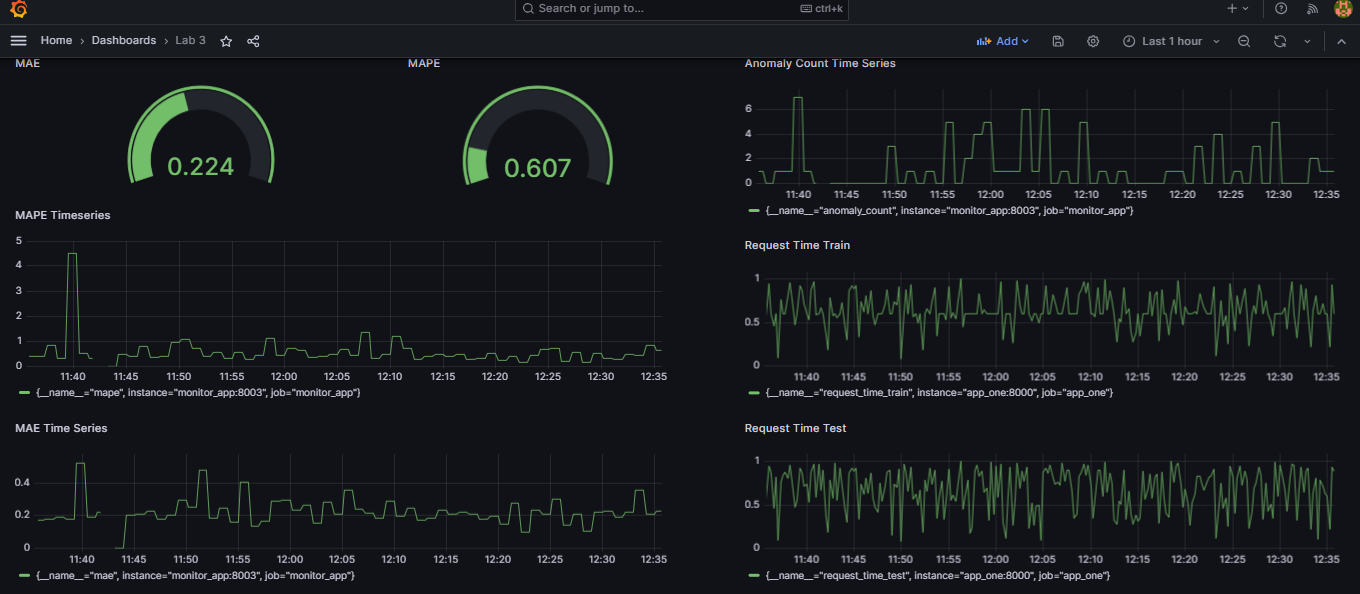 Search or jump to...
ctrl+k
Home › Dashboards › Lab 3
Add
Last 1 hour
MAE
0.224
MAPE
0.607
MAPE Timeseries
5
4
3
2
1
0
11:40 11:45 11:50 11:55 12:00 12:05 12:10 12:15 12:20 12:25 12:30 12:35
{__name__="mape", instance="monitor_app:8003", job="monitor_app"}
MAE Time Series
0.4
0.2
0
11:40 11:45 11:50 11:55 12:00 12:05 12:10 12:15 12:20 12:25 12:30 12:35
{__name__="mae", instance="monitor_app:8003", job="monitor_app"}
Anomaly Count Time Series
6
4
2
0
11:40 11:45 11:50 11:55 12:00 12:05 12:10 12:15 12:20 12:25 12:30 12:35
{__name__="anomaly_count", instance="monitor_app:8003", job="monitor_app"}
Request Time Train
1
0.5
0
11:40 11:45 11:50 11:55 12:00 12:05 12:10 12:15 12:20 12:25 12:30 12:35
{__name__="request_time_train", instance="app_one:8000", job="app_one"}
Request Time Test
1
0.5
0
11:40 11:45 11:50 11:55 12:00 12:05 12:10 12:15 12:20 12:25 12:30 12:35
{__name__="request_time_test", instance="app_one:8000", job="app_one"}